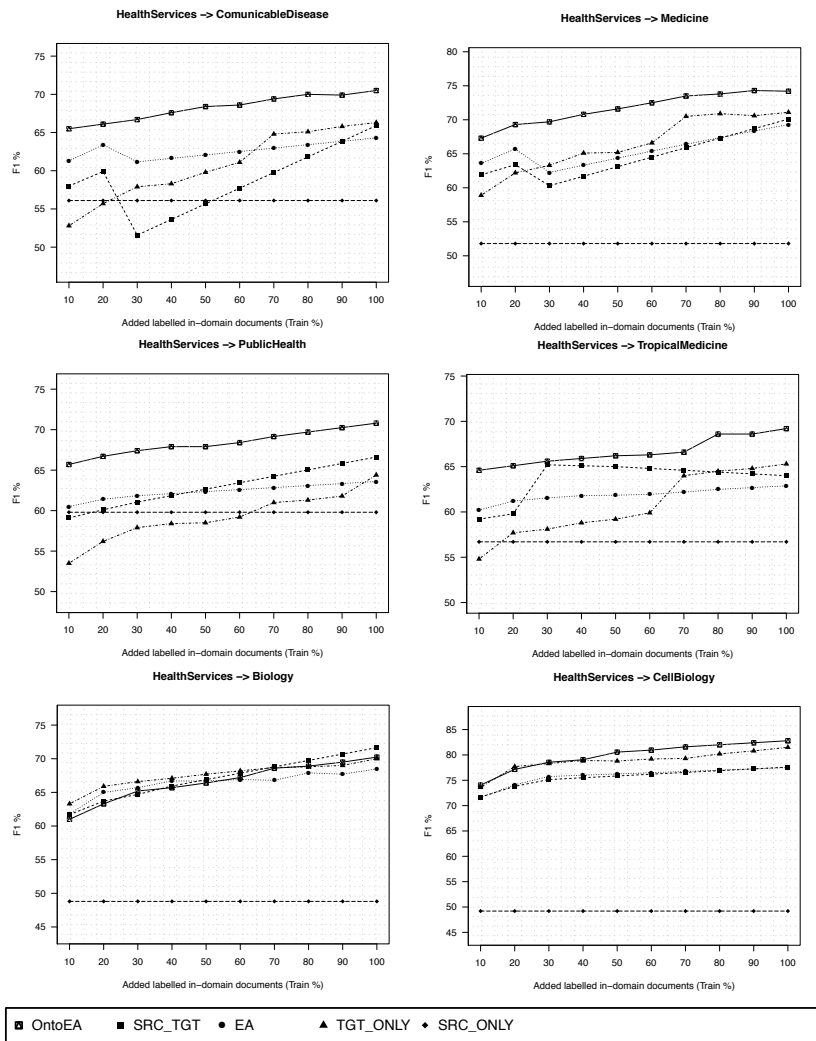 HealthServices -> ComunicableDisease
75
70
65
60
55
50
F1 %
10 20 30 40 50 60 70 80 90 100
Added labelled in-domain documents (Train %)
HealthServices -> Medicine
80
75
70
65
60
55
50
F1 %
10 20 30 40 50 60 70 80 90 100
Added labelled in-domain documents (Train %)
HealthServices -> PublicHealth
75
70
65
60
55
50
F1 %
10 20 30 40 50 60 70 80 90 100
Added labelled in-domain documents (Train %)
HealthServices -> TropicalMedicine
75
70
65
60
55
50
F1 %
10 20 30 40 50 60 70 80 90 100
Added labelled in-domain documents (Train %)
HealthServices -> Biology
75
70
65
60
55
50
45
F1 %
10 20 30 40 50 60 70 80 90 100
Added labelled in-domain documents (Train %)
HealthServices -> CellBiology
85
80
75
70
65
60
55
50
45
F1 %
10 20 30 40 50 60 70 80 90 100
Added labelled in-domain documents (Train %)
OntoEA SRC_TGT EA TGT_ONLY SRC_ONLY